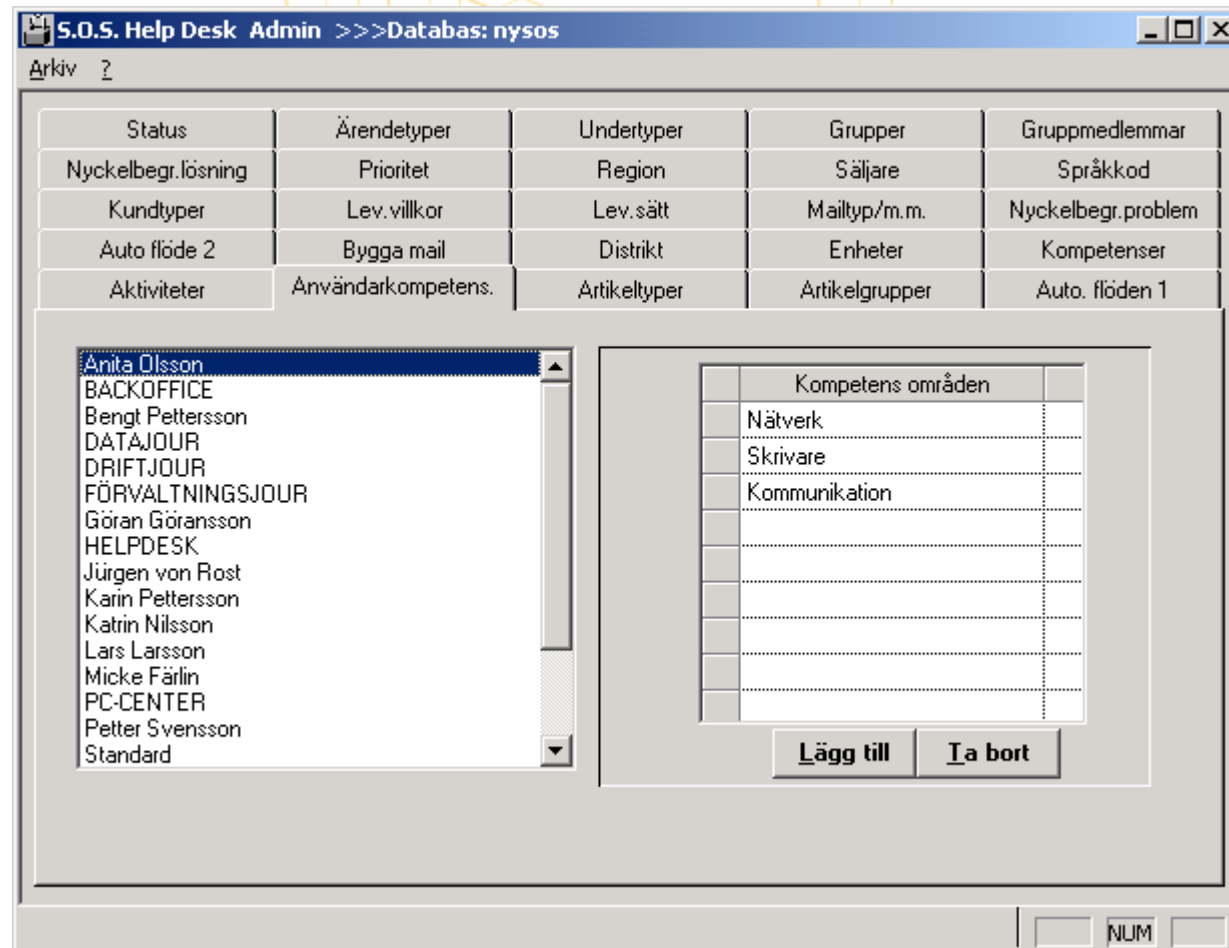 S.O.S. Help Desk Admin >>>Databas: nysos
Arkiv ?
Status Ärendetyper Undertyper Grupper Gruppmedlemmar
Nyckelbegr.lösning Prioritet Region Säljare Språkkod
Kundtyper Lev.villkor Lev.sätt Mailtyp/m.m. Nyckelbegr.problem
Auto flöde 2 Bygga mail Distrikt Enheter Kompetenser
Aktiviteter Användarkompetens. Artikeltyper Artikelgrupper Auto. flöden 1
Anita Olsson
BACKOFFICE
Bengt Pettersson
DATAJOUR
DRIFTJOUR
FÖRVALTNINGSJOUR
Göran Göransson
HELPDESK
Jürgen von Rost
Karin Pettersson
Katrin Nilsson
Lars Larsson
Micke Färlin
PC-CENTER
Petter Svensson
Standard
Kompetens områden
Nätverk
Skrivare
Kommunikation
Lägg till Ta bort
NUM